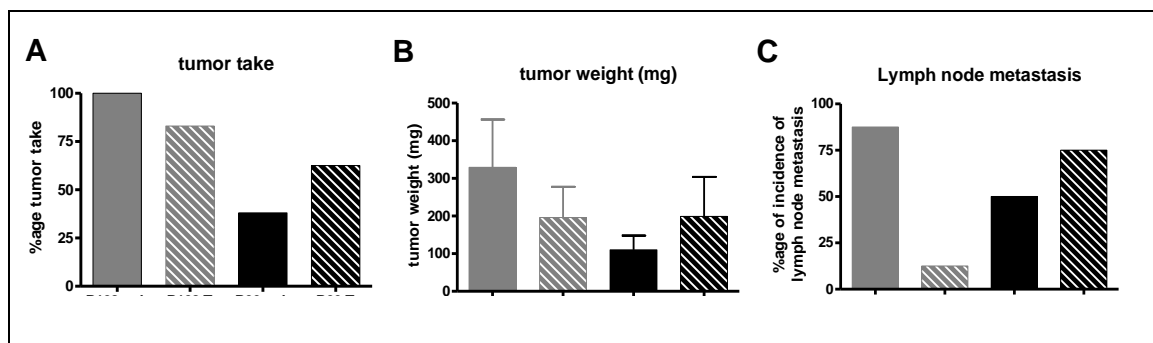 A
tumor take
%age tumor take
100
75
50
25
0
B
tumor weight (mg)
tumor weight (mg)
500
400
300
200
100
0
C
Lymph node metastasis
%age of incidence of
lymph node metastasis
100
75
50
25
0